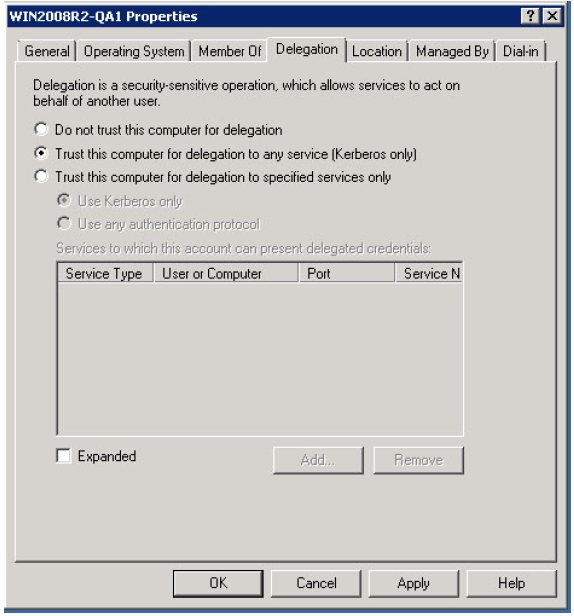 WIN2008R2-QA1 Properties
General Operating System Member Of Delegation Location Managed By Dial-in
Delegation is a security-sensitive operation, which allows services to act on
behalf of another user.
Do not trust this computer for delegation
Trust this computer for delegation to any service (Kerberos only)
Trust this computer for delegation to specified services only
Use Kerberos only
Use any authentication protocol
Services to which this account can present delegated credentials:
Service Type User or Computer Port Service N
Expanded Add... Remove
OK Cancel Apply Help